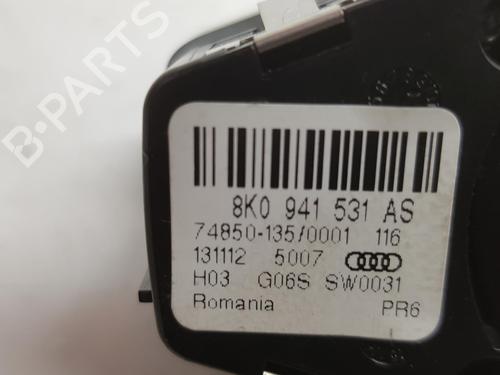 B-PARTS
8K0 941 531 AS
74850-135/0001 116
131112 5007
H03 G06S SW0031
Romania PR6